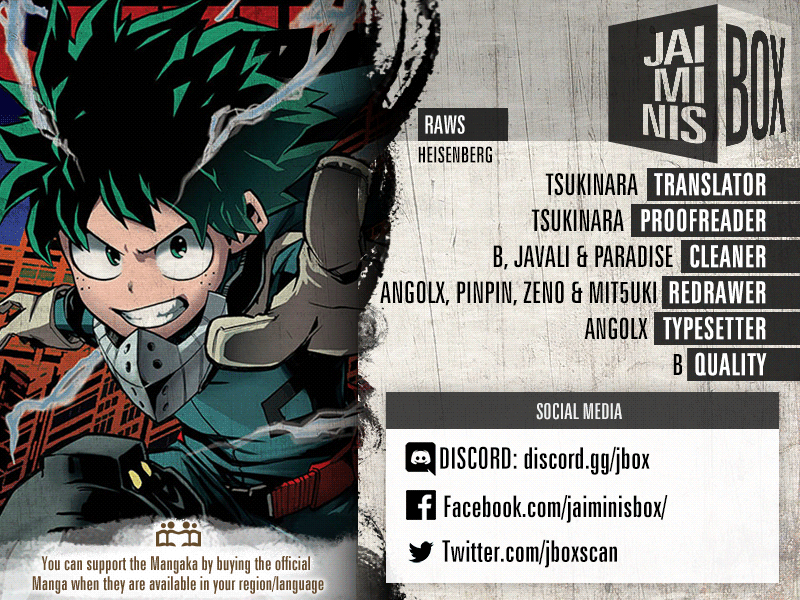 JAI
MI
NIS
BOX
RAWS
HEISENBERG
TSUKINARA TRANSLATOR
TSUKINARA PROOFREADER
B, JAVALI & PARADISE CLEANER
ANGOLX, PINPIN, ZENO & MIT5UKI REDRAWER
ANGOLX TYPESETTER
B QUALITY
SOCIAL MEDIA
DISCORD: discord.gg/jbox
Facebook.com/jaiminisbox/
Twitter.com/jboxscan
You can support the Mangaka by buying the official
Manga when they are available in your region/language